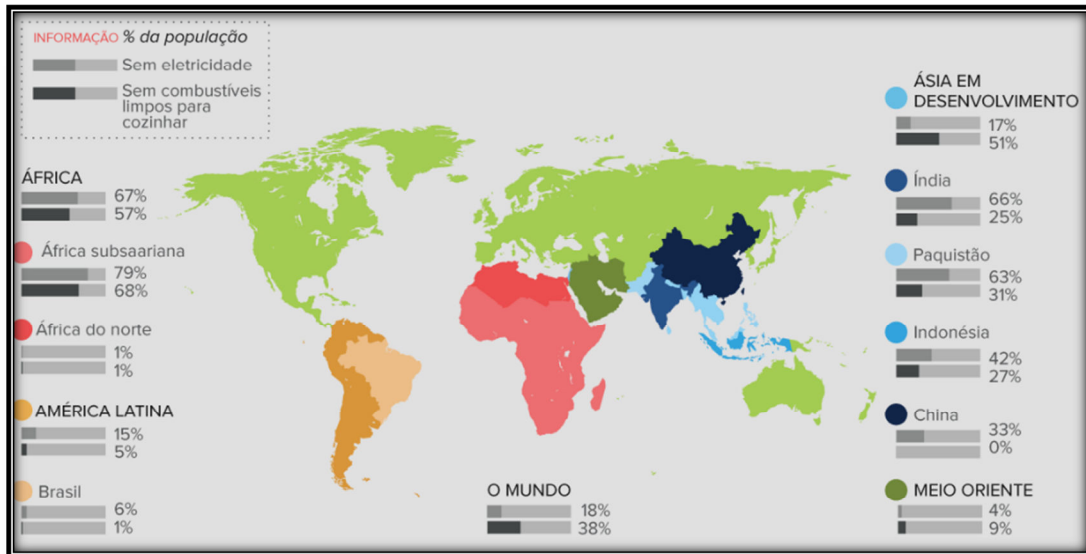 INFORMAÇÃO % da população
Sem eletricidade
Sem combustíveis
limpos para
cozinhar
ÁFRICA
67%
57%
África subsaariana
79%
68%
África do norte
1%
1%
AMÉRICA LATINA
15%
5%
Brasil
6%
1%
O MUNDO
18%
38%
ÁSIA EM
DESENVOLVIMENTO
17%
51%
Índia
66%
25%
Paquistão
63%
31%
Indonésia
42%
27%
China
33%
0%
MEIO ORIENTE
4%
9%